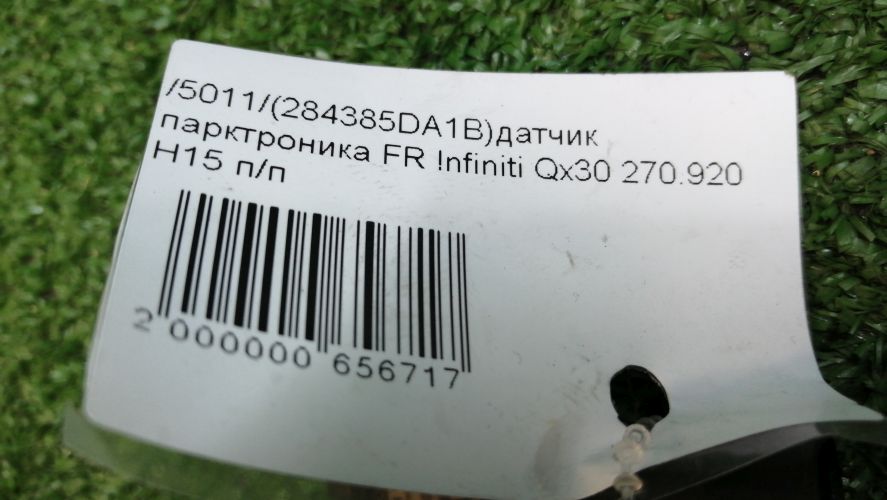 /5011/(284385DA1B)датчик
парктроника FR !nfiniti Qx30 270.920
H15 п/п
2 000000 656717